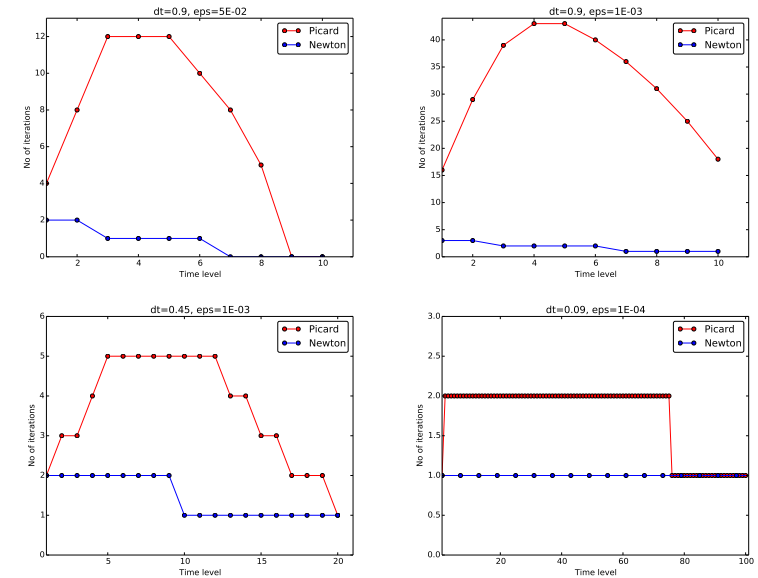 dt=0.9, eps=5E-02
12
10
8
6
4
2
0
2 4 6 8 10
No of iterations
Time level
Picard
Newton
dt=0.9, eps=1E-03
40
35
30
25
20
15
10
5
0
2 4 6 8 10
No of iterations
Time level
Picard
Newton
dt=0.45, eps=1E-03
6
5
4
3
2
1
0
5 10 15 20
No of iterations
Time level
Picard
Newton
dt=0.09, eps=1E-04
3.0
2.5
2.0
1.5
1.0
0.5
0.0
20 40 60 80 100
No of iterations
Time level
Picard
Newton